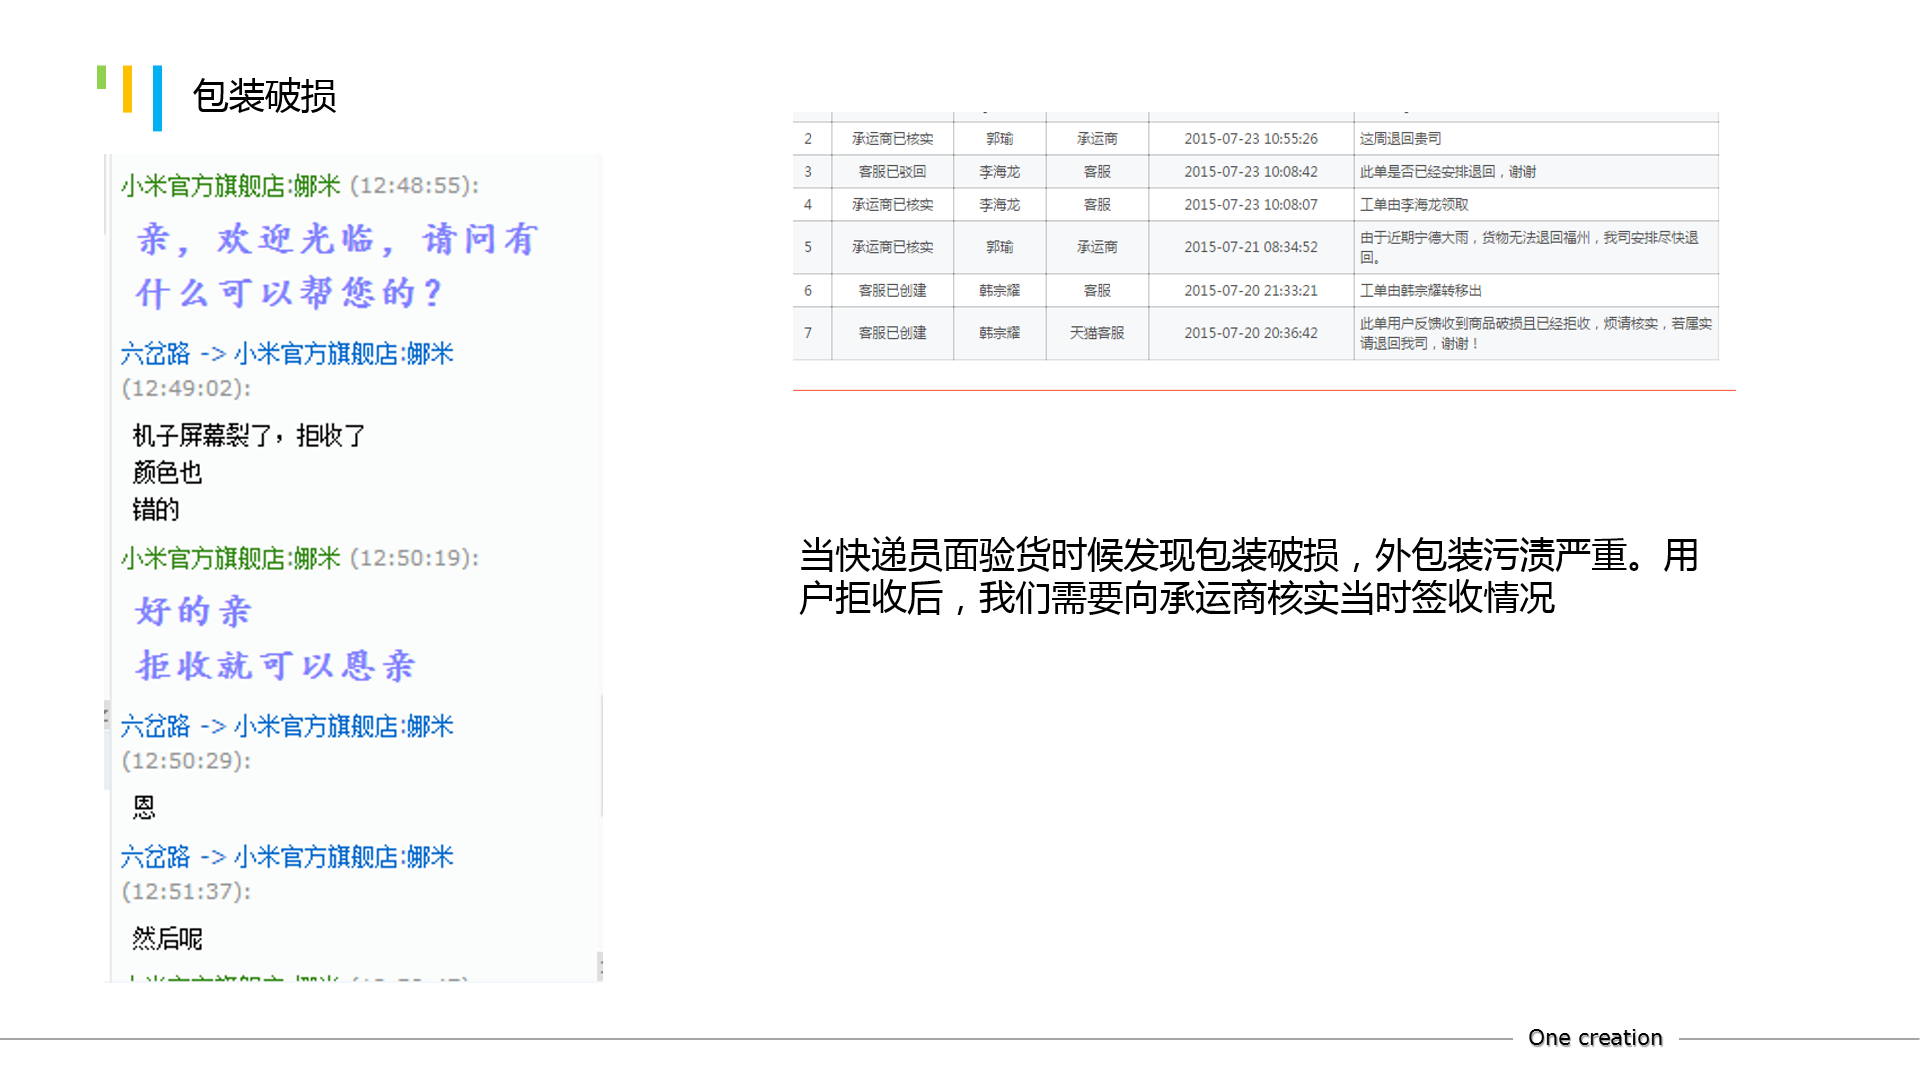 包装破损
小米官方旗舰店:娜米 (12:48:55):
亲，欢迎光临，请问有
什么可以帮您的？
六岔路 -> 小米官方旗舰店:娜米
(12:49:02):
机子屏幕裂了，拒收了
颜色也
错的
小米官方旗舰店:娜米 (12:50:19):
好的亲
拒收就可以恩亲
六岔路 -> 小米官方旗舰店:娜米
(12:50:29):
恩
六岔路 -> 小米官方旗舰店:娜米
(12:51:37):
然后呢
2 承运商已核实 郭瑜 承运商 2015-07-23 10:55:26 这周退回贵司
3 客服已驳回 李海龙 客服 2015-07-23 10:08:42 此单是否已经安排退回，谢谢
4 承运商已核实 李海龙 客服 2015-07-23 10:08:07 工单由李海龙领取
5 承运商已核实 郭瑜 承运商 2015-07-21 08:34:52 由于近期宁德大雨，货物无法退回福州，我司安排尽快退
回。
6 客服已创建 韩宗耀 客服 2015-07-20 21:33:21 工单由韩宗耀转移出
7 客服已创建 韩宗耀 天猫客服 2015-07-20 20:36:42 此单用户反馈收到商品破损且已经拒收，烦请核实，若属实
请退回我司，谢谢！
当快递员面验货时候发现包装破损，外包装污渍严重。用
户拒收后，我们需要向承运商核实当时签收情况
One creation